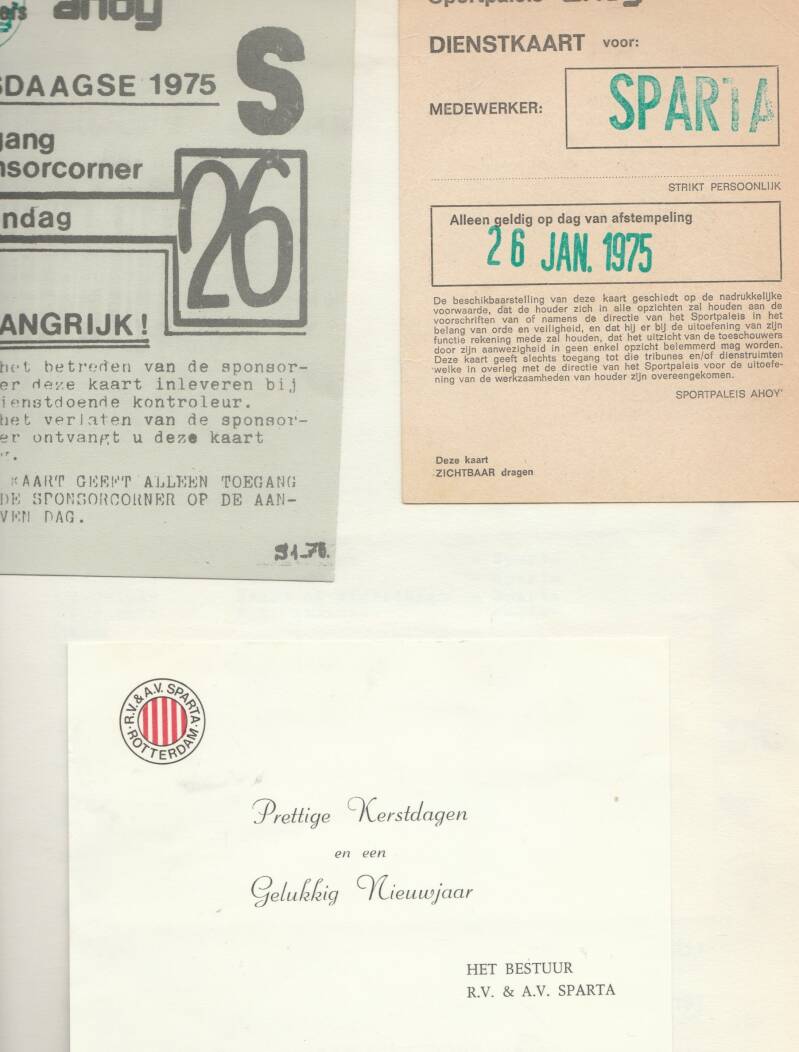 ahoy
SDAAGSE 1975
S
gang
nsorcorner
ndag
26
ANGRIJK!
het betreden van de sponsor-
er deze kaart inleveren bij
ienstdoende kontroleur.
het verlaten van de sponsor-
er ontvangt u deze kaart
KAART GEEFT ALLEEN TOEGANG
DE SPONSORCORNER OP DE AAN-
VEN DAG.
Sportpaleis ahoy
DIENSTKAART voor:
MEDEWERKER: SPARTA
STRIKT PERSOONLIJK
Alleen geldig op dag van afstempeling
26 JAN. 1975
De beschikbaarstelling van deze kaart geschiedt op de nadrukkelijke
voorwaarde, dat de houder zich in alle opzichten zal houden aan de
voorschriften van of namens de directie van het Sportpaleis in het
belang van orde en veiligheid, en dat hij er bij de uitoefening van zijn
functie rekening mede zal houden, dat het uitzicht van de toeschouwers
door zijn aanwezigheid in geen enkel opzicht belemmerd mag worden.
Deze kaart geeft slechts toegang tot die tribunes en/of dienstruimten
welke in overleg met de directie van het Sportpaleis voor de uitoefe-
ning van de werkzaamheden van houder zijn overeengekomen.
SPORTPALEIS AHOY'
Deze kaart
ZICHTBAAR dragen
R.V. & A.V. SPARTA
ROTTERDAM
Prettige Kerstdagen
en een
Gelukkig Nieuwjaar
HET BESTUUR
R.V. & A.V. SPARTA